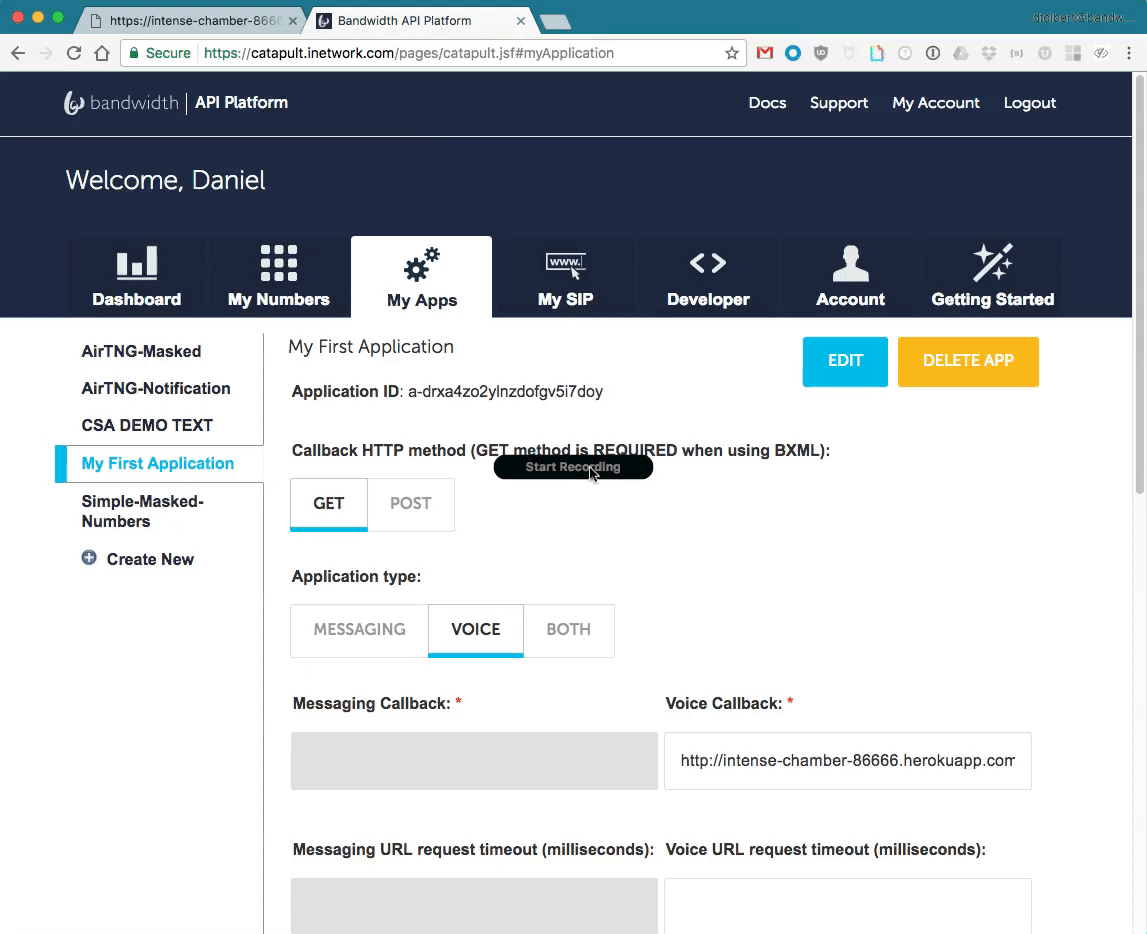 https://intense-chamber-8666
Bandwidth API Platform
Secure https://catapult.inetwork.com/pages/catapult.jsf#myApplication
bandwidth API Platform
Docs Support My Account Logout
Welcome, Daniel
www.
Dashboard My Numbers My Apps My SIP Developer Account Getting Started
AirTNG-Masked
AirTNG-Notification
CSA DEMO TEXT
My First Application
Simple-Masked-
Numbers
Create New
My First Application
EDIT DELETE APP
Application ID: a-drxa4zo2ylnzdofgv5i7doy
Callback HTTP method (GET method is REQUIRED when using BXML):
Start Recording
GET POST
Application type:
MESSAGING VOICE BOTH
Messaging Callback: * Voice Callback: *
http://intense-chamber-86666.herokuapp.com
Messaging URL request timeout (milliseconds): Voice URL request timeout (milliseconds):